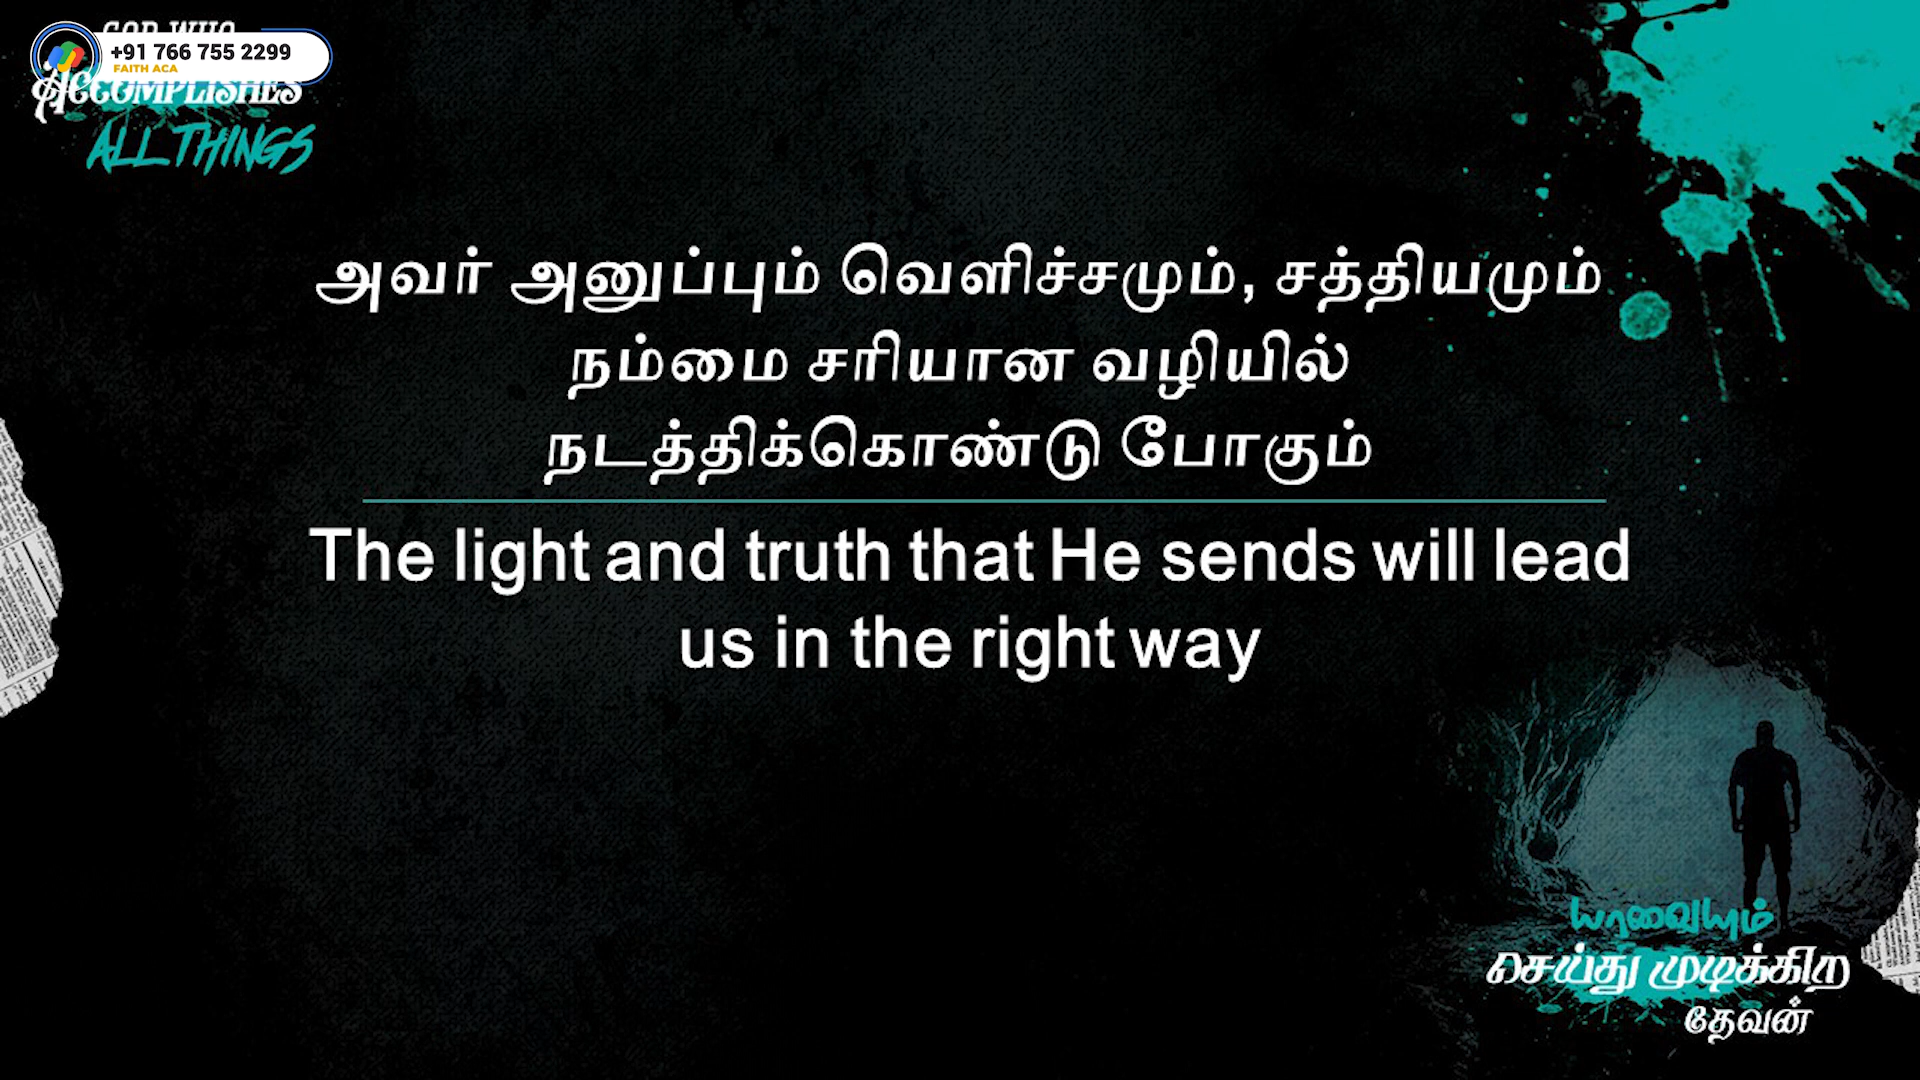 GOD WHO
+91 766 755 2299
FAITH ACA
ACCOMPLISHES
ALL THINGS
அவர் அனுப்பும் வெளிச்சமும், சத்தியமும்
நம்மை சரியான வழியில்
நடத்திக்கொண்டு போகும்
The light and truth that He sends will lead
us in the right way
யாவையும்
செய்து முடிக்கிற
தேவன்